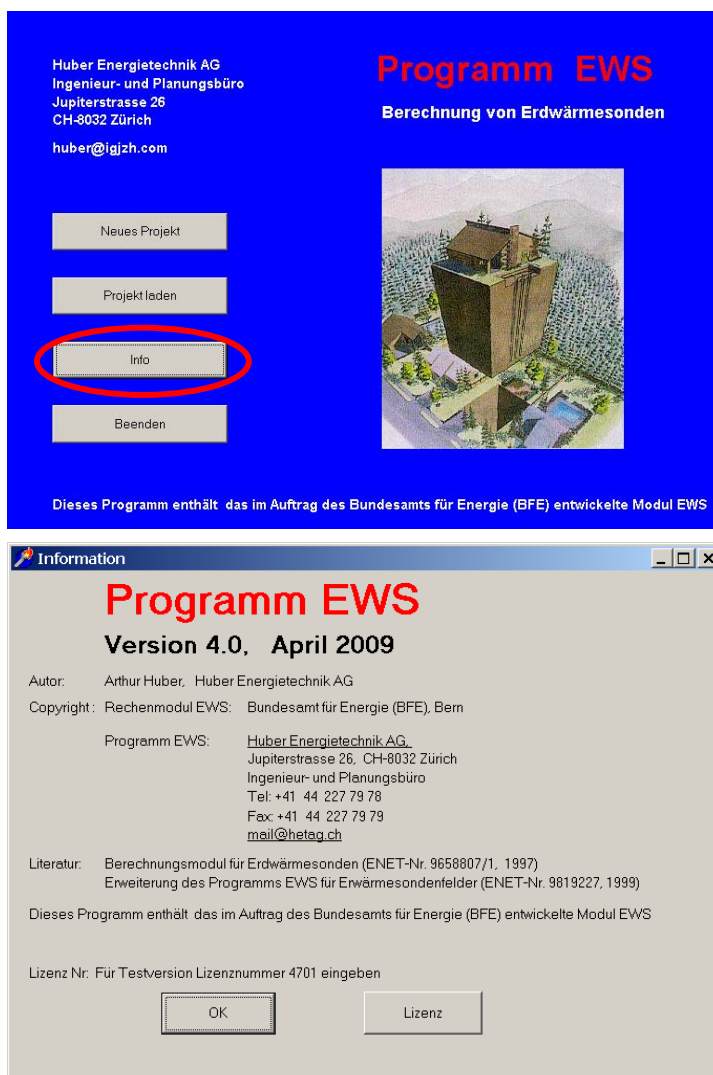 Huber Energietechnik AG
Ingenieur- und Planungsbüro
Jupiterstrasse 26
CH-8032 Zürich
huber@igjzh.com
Programm EWS
Berechnung von Erdwärmesonden
Neues Projekt
Projekt laden
Info
Beenden
Dieses Programm enthält das im Auftrag des Bundesamts für Energie (BFE) entwickelte Modul EWS
Information
Programm EWS
Version 4.0, April 2009
Autor: Arthur Huber, Huber Energietechnik AG
Copyright: Rechenmodul EWS: Bundesamt für Energie (BFE), Bern
Programm EWS: Huber Energietechnik AG,
Jupiterstrasse 26, CH-8032 Zürich
Ingenieur- und Planungsbüro
Tel: +41 44 227 79 78
Fax: +41 44 227 79 79
mail@hetag.ch
Literatur: Berechnungsmodul für Erdwärmesonden (ENET-Nr. 9658807/1, 1997)
Erweiterung des Programms EWS für Erwärmesondenfelder (ENET-Nr. 9819227, 1999)
Dieses Programm enthält das im Auftrag des Bundesamts für Energie (BFE) entwickelte Modul EWS
Lizenz Nr: Für Testversion Lizenznummer 4701 eingeben
OK Lizenz